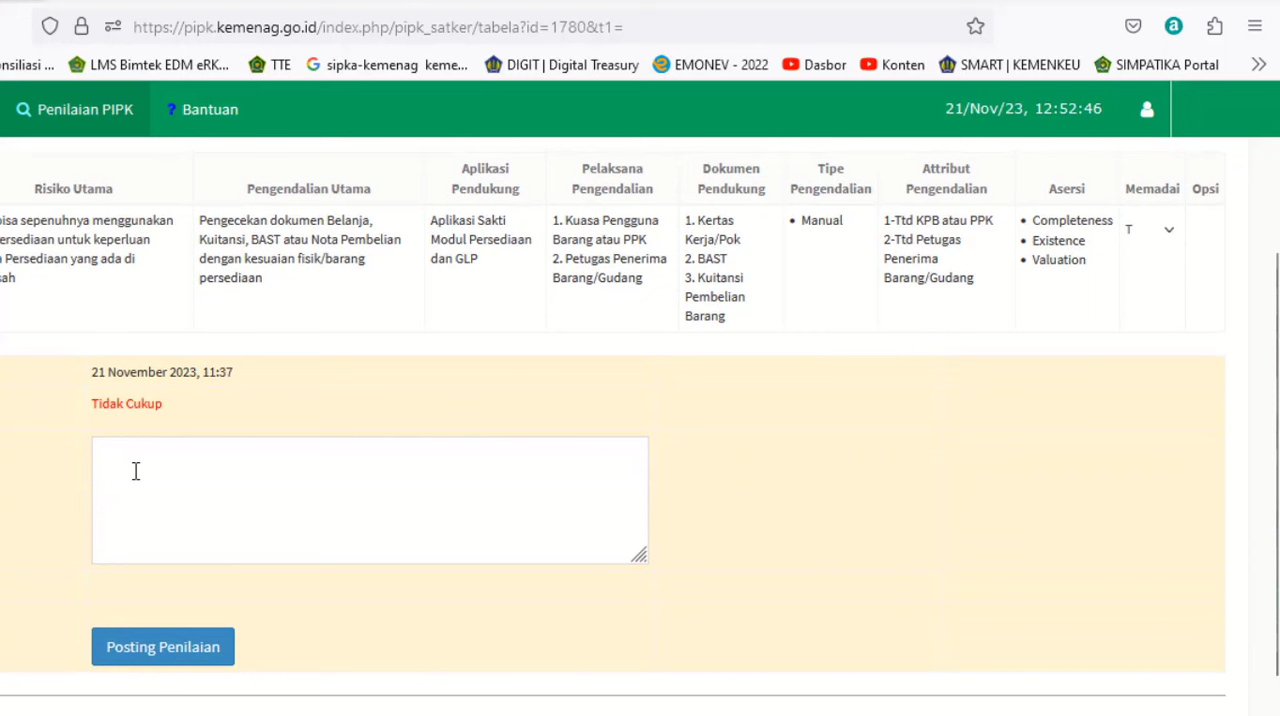 https://pipk.kemenag.go.id/index.php/pipk_satker/tabela?id=1780&t1=
nsiliasi ... LMS Bimtek EDM eRK... TTE sipka-kemenag keme... DIGIT | Digital Treasury EMONEV - 2022 Dasbor Konten SMART | KEMENKEU SIMPATIKA Portal
Penilaian PIPK ? Bantuan 21/Nov/23, 12:52:46
Risiko Utama
Pengendalian Utama
Aplikasi
Pendukung
Pelaksana
Pengendalian
Dokumen
Pendukung
Tipe
Pengendalian
Attribut
Pengendalian
Asersi
Memadai
Opsi
bisa sepenuhnya menggunakan
ersediaan untuk keperluan
Persediaan yang ada di
sah
Pengecekan dokumen Belanja,
Kuitansi, BAST atau Nota Pembelian
dengan kesuaian fisik/barang
persediaan
Aplikasi Sakti
Modul Persediaan
dan GLP
1. Kuasa Pengguna
Barang atau PPK
2. Petugas Penerima
Barang/Gudang
1. Kertas
Kerja/Pok
2. BAST
3. Kuitansi
Pembelian
Barang
• Manual
1-Ttd KPB atau PPK
2-Ttd Petugas
Penerima
Barang/Gudang
• Completeness
• Existence
• Valuation
T
21 November 2023, 11:37
Tidak Cukup
Posting Penilaian